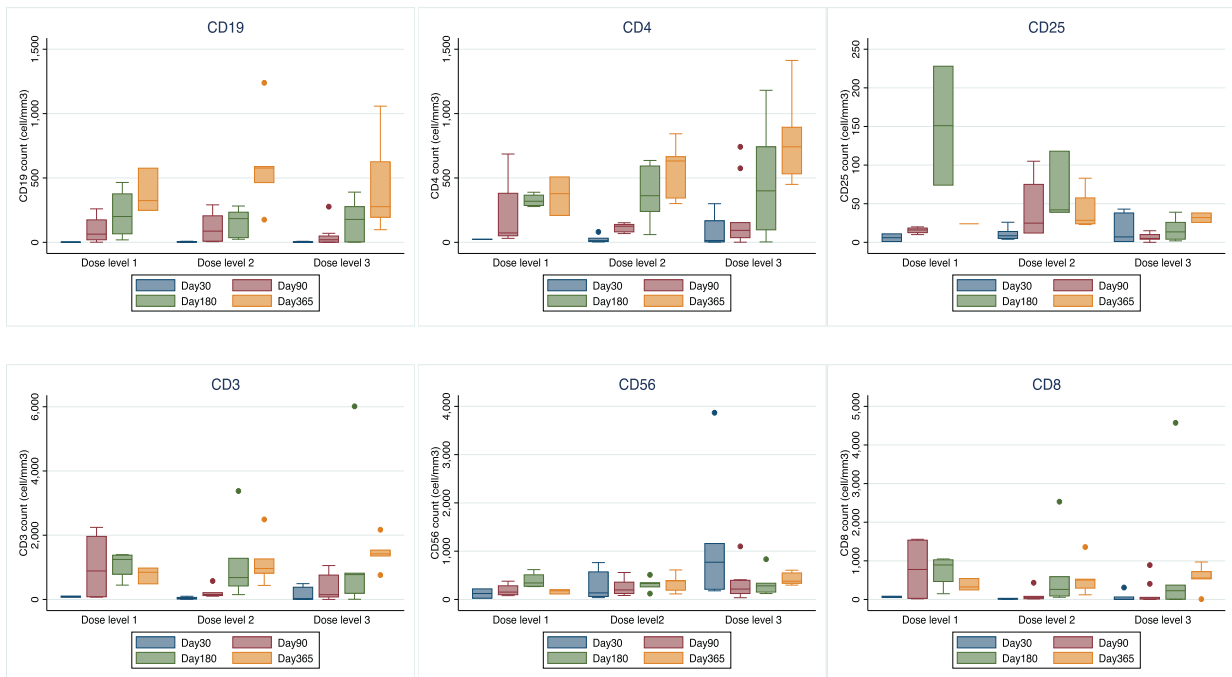 CD19
CD19 count (cell/mm3)
1,500
1,000
500
0
Dose level 1 Dose level 2 Dose level 3
Day30 Day90
Day180 Day365
CD4
CD4 count (cell/mm3)
1,500
1,000
500
0
Dose level 1 Dose level 2 Dose level 3
Day30 Day90
Day180 Day365
CD25
CD25 count (cell/mm3)
250
200
150
100
50
0
Dose level 1 Dose level 2 Dose level 3
Day30 Day90
Day180 Day365
CD3
CD3 count (cell/mm3)
6,000
4,000
2,000
0
Dose level 1 Dose level 2 Dose level 3
Day30 Day90
Day180 Day365
CD56
CD56 count (cell/mm3)
4,000
3,000
2,000
1,000
0
Dose level 1 Dose level2 Dose level 3
Day30 Day90
Day180 Day365
CD8
CD8 count (cell/mm3)
5,000
4,000
3,000
2,000
1,000
0
Dose level 1 Dose level 2 Dose level 3
Day30 Day90
Day180 Day365